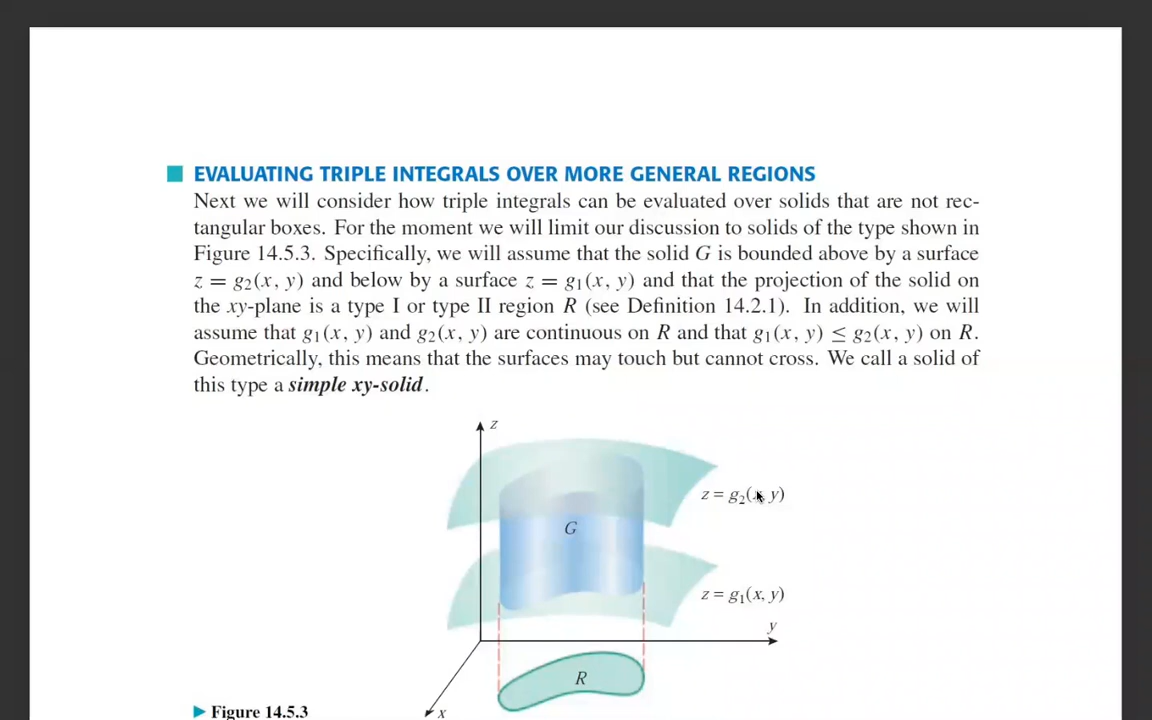 EVALUATING TRIPLE INTEGRALS OVER MORE GENERAL REGIONS
Next we will consider how triple integrals can be evaluated over solids that are not rec-
tangular boxes. For the moment we will limit our discussion to solids of the type shown in
Figure 14.5.3. Specifically, we will assume that the solid G is bounded above by a surface
z = g₂(x, y) and below by a surface z = g₁(x, y) and that the projection of the solid on
the xy-plane is a type I or type II region R (see Definition 14.2.1). In addition, we will
assume that g₁(x, y) and g₂(x, y) are continuous on R and that g₁(x, y) ≤ g₂(x, y) on R.
Geometrically, this means that the surfaces may touch but cannot cross. We call a solid of
this type a simple xy-solid.
z
z = g₂(x, y)
G
z = g₁(x, y)
y
R
x
Figure 14.5.3